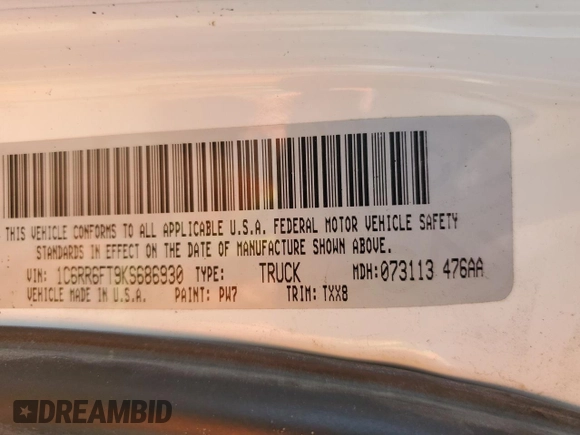 THIS VEHICLE CONFORMS TO ALL APPLICABLE U.S.A. FEDERAL MOTOR VEHICLE SAFETY
STANDARDS IN EFFECT ON THE DATE OF MANUFACTURE SHOWN ABOVE.
VIN: 1C6RR6FT9KS686930 TYPE: TRUCK MDH: 073113 476AA
VEHICLE MADE IN U.S.A. PAINT: PW7 TRIM: TXX8
DREAMBID